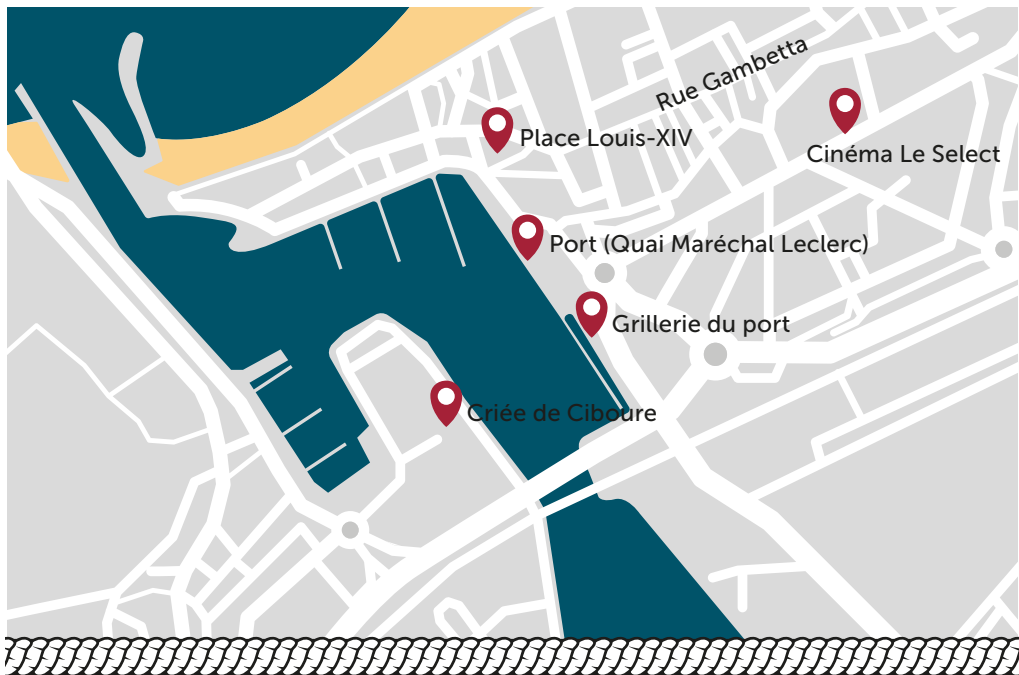 Rue Gambetta
Place Louis-XIV
Cinéma Le Select
Port (Quai Maréchal Leclerc)
Grillerie du port
Criée de Ciboure